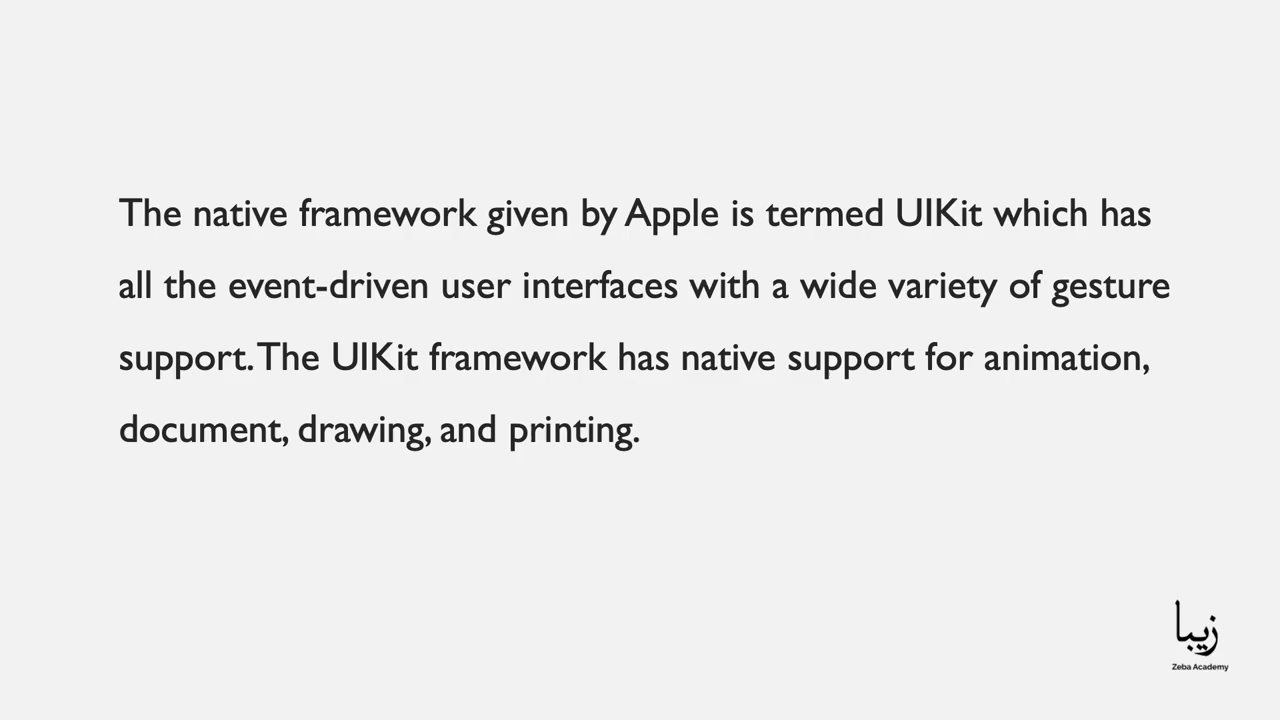 The native framework given by Apple is termed UIKit which has
all the event-driven user interfaces with a wide variety of gesture
support. The UIKit framework has native support for animation,
document, drawing, and printing.
زیبا
Zeba Academy